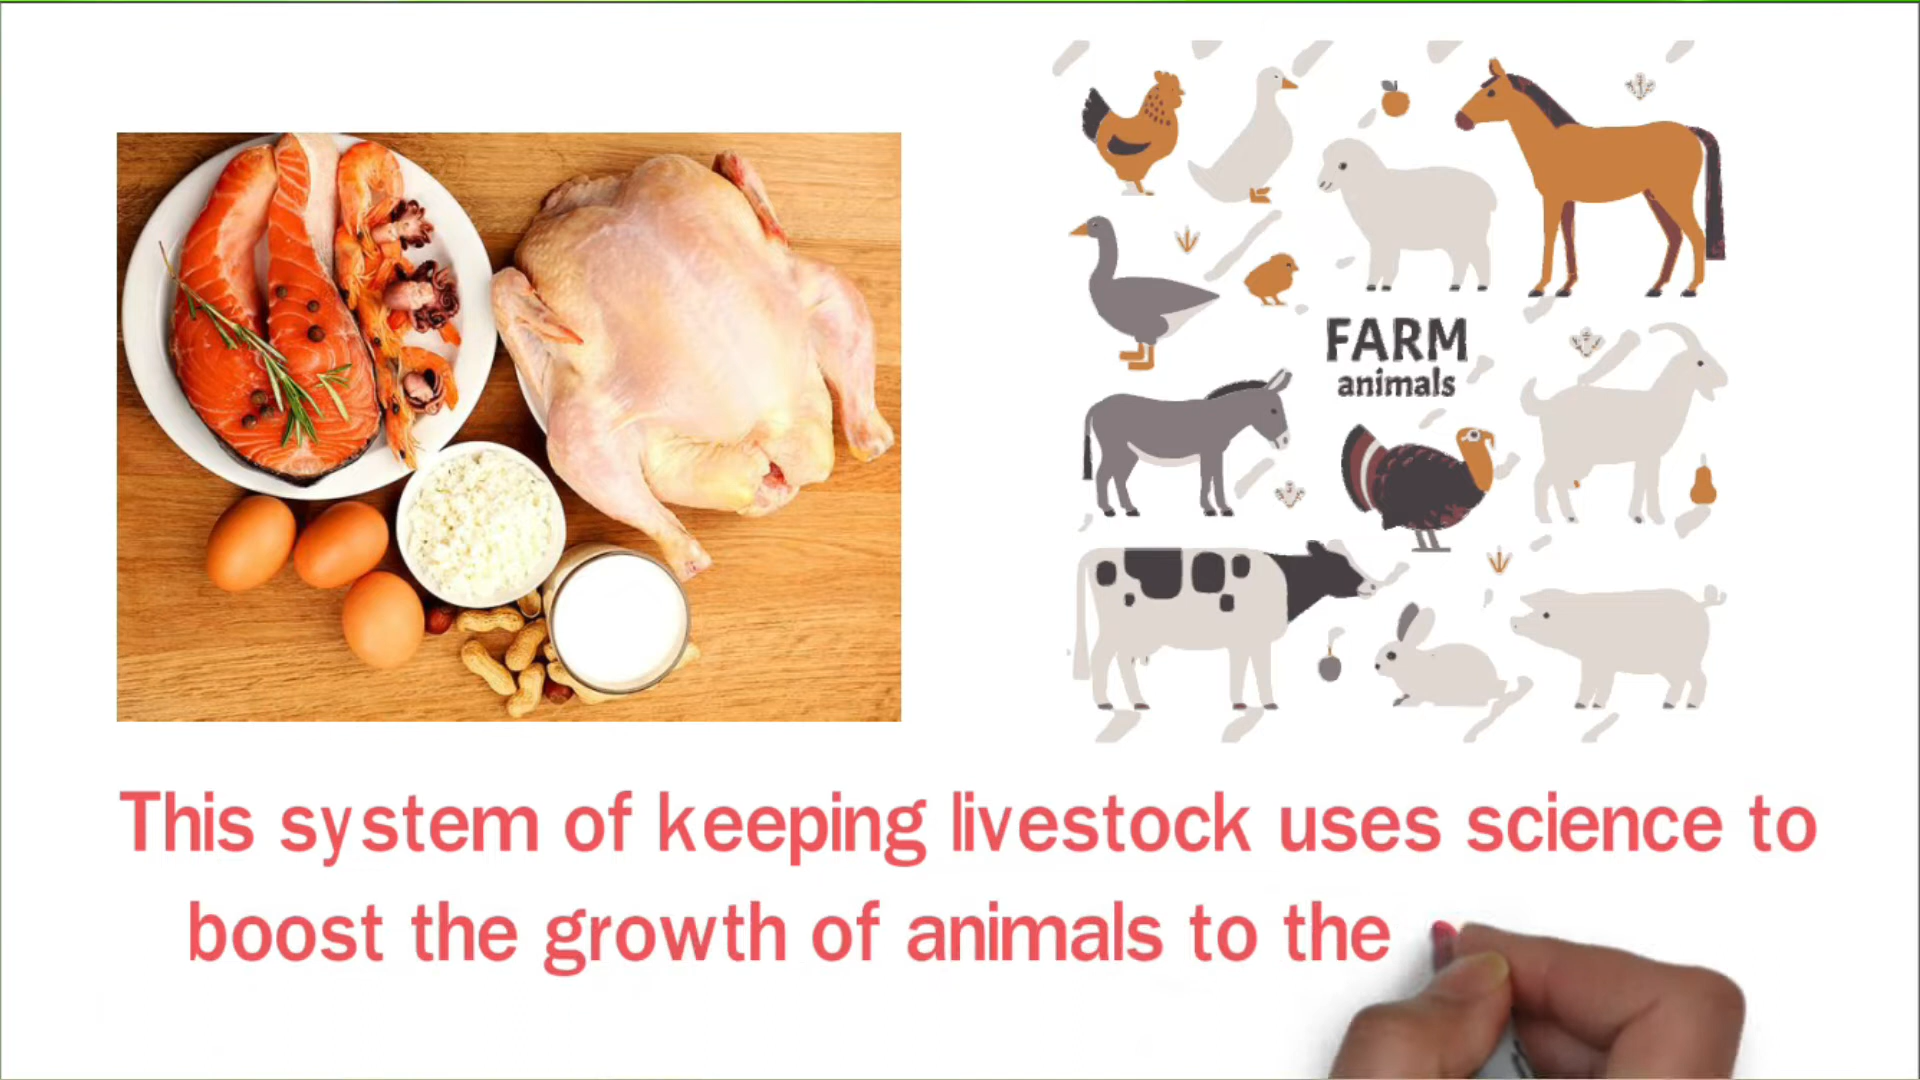 FARM
animals
This system of keeping livestock uses science to
boost the growth of animals to the